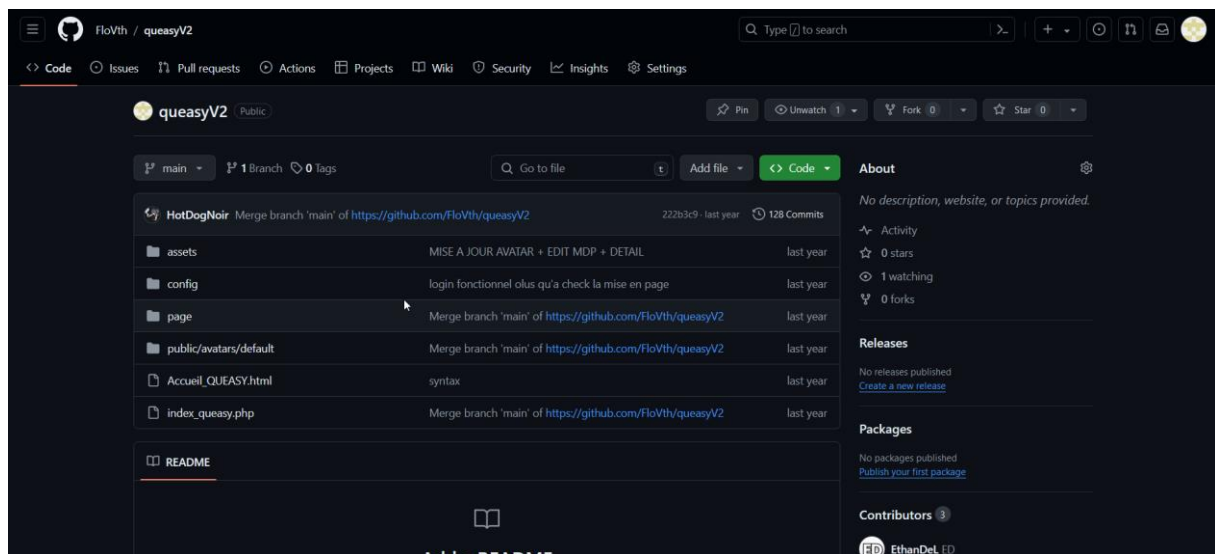 FloVth / queasyV2
Type / to search
Code Issues Pull requests Actions Projects Wiki Security Insights Settings
queasyV2 Public
Pin Unwatch 1 Fork 0 Star 0
main 1 Branch 0 Tags Go to file t Add file Code
HotDogNoir Merge branch 'main' of https://github.com/FloVth/queasyV2 222b3c9 · last year 128 Commits
assets MISE A JOUR AVATAR + EDIT MDP + DETAIL last year
config login fonctionnel olus qu'a check la mise en page last year
page Merge branch 'main' of https://github.com/FloVth/queasyV2 last year
public/avatars/default Merge branch 'main' of https://github.com/FloVth/queasyV2 last year
Accueil_QUEASY.html syntax last year
index_queasy.php Merge branch 'main' of https://github.com/FloVth/queasyV2 last year
README
About
No description, website, or topics provided.
Activity
0 stars
1 watching
0 forks
Releases
No releases published
Create a new release
Packages
No packages published
Publish your first package
Contributors 3
ED EthanDeL ED